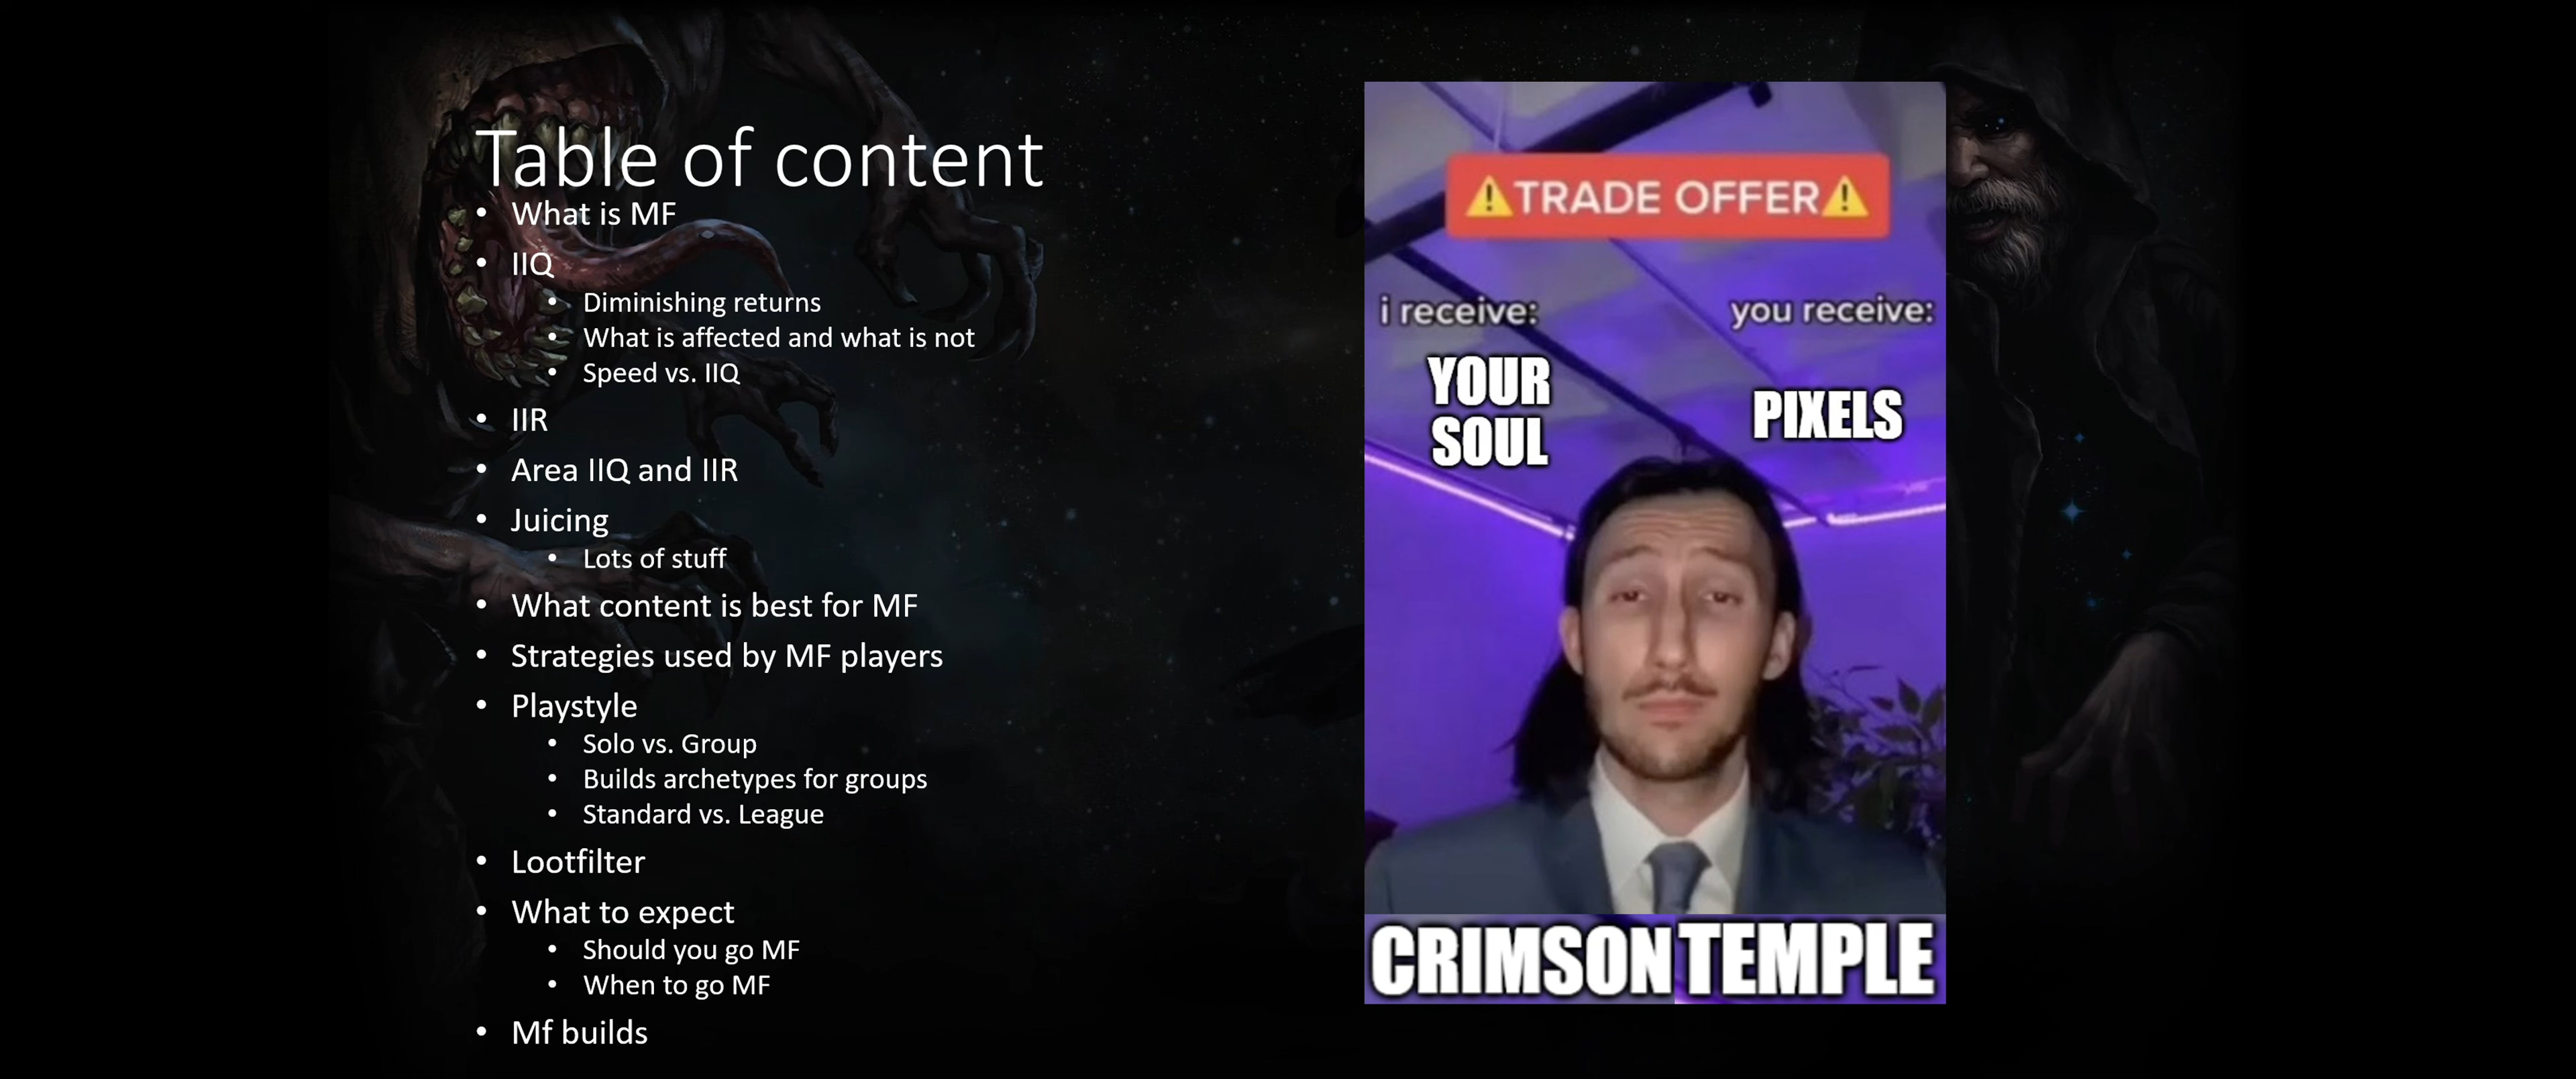 Table of content
• What is MF
• IIQ
• Diminishing returns
• What is affected and what is not
• Speed vs. IIQ
• IIR
• Area IIQ and IIR
• Juicing
• Lots of stuff
• What content is best for MF
• Strategies used by MF players
• Playstyle
• Solo vs. Group
• Builds archetypes for groups
• Standard vs. League
• Lootfilter
• What to expect
• Should you go MF
• When to go MF
• Mf builds
⚠TRADE OFFER⚠
i receive:
YOUR
SOUL
you receive:
PIXELS
CRIMSON TEMPLE